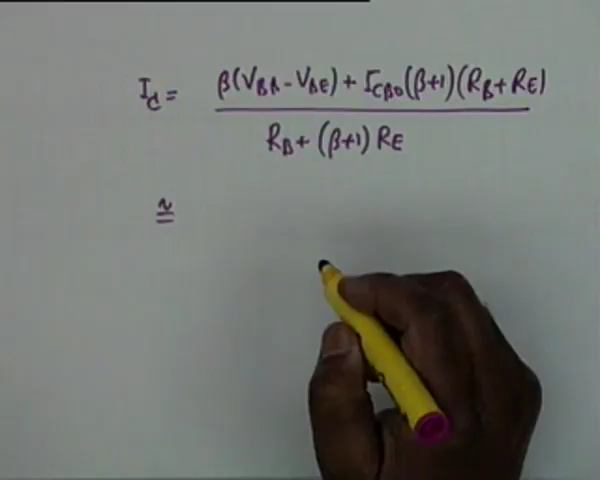 I_C = β(V_BB - V_BE) + I_CBO(β+1)(R_B + R_E)
R_B + (β+1) R_E
≅